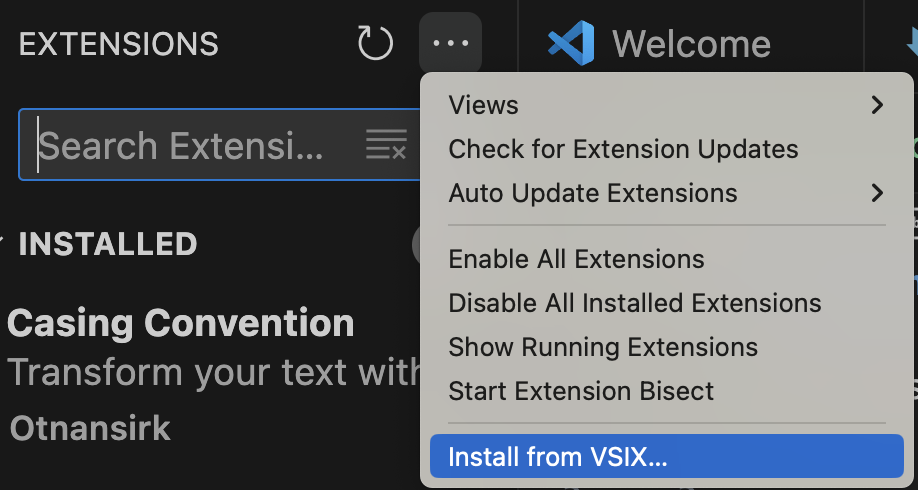 EXTENSIONS
Welcome
Search Extensi...
INSTALLED
Casing Convention
Transform your text with
Otnansirk
Views
Check for Extension Updates
Auto Update Extensions
Enable All Extensions
Disable All Installed Extensions
Show Running Extensions
Start Extension Bisect
Install from VSIX...